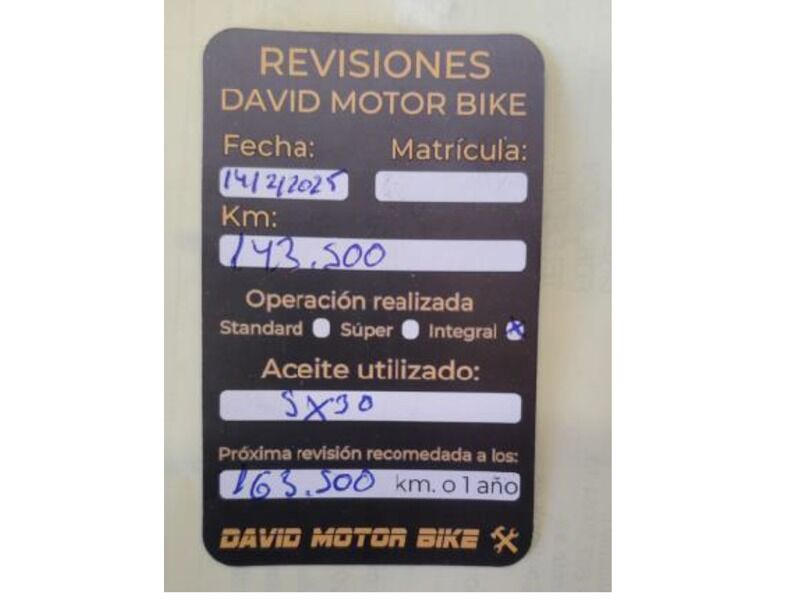 REVISIONES
DAVID MOTOR BIKE
Fecha: Matrícula:
14/2/2025
Km:
143.500
Operación realizada
Standard Súper Integral X
Aceite utilizado:
5X30
Próxima revisión recomedada a los:
163.500 km. o 1 año
DAVID MOTOR BIKE